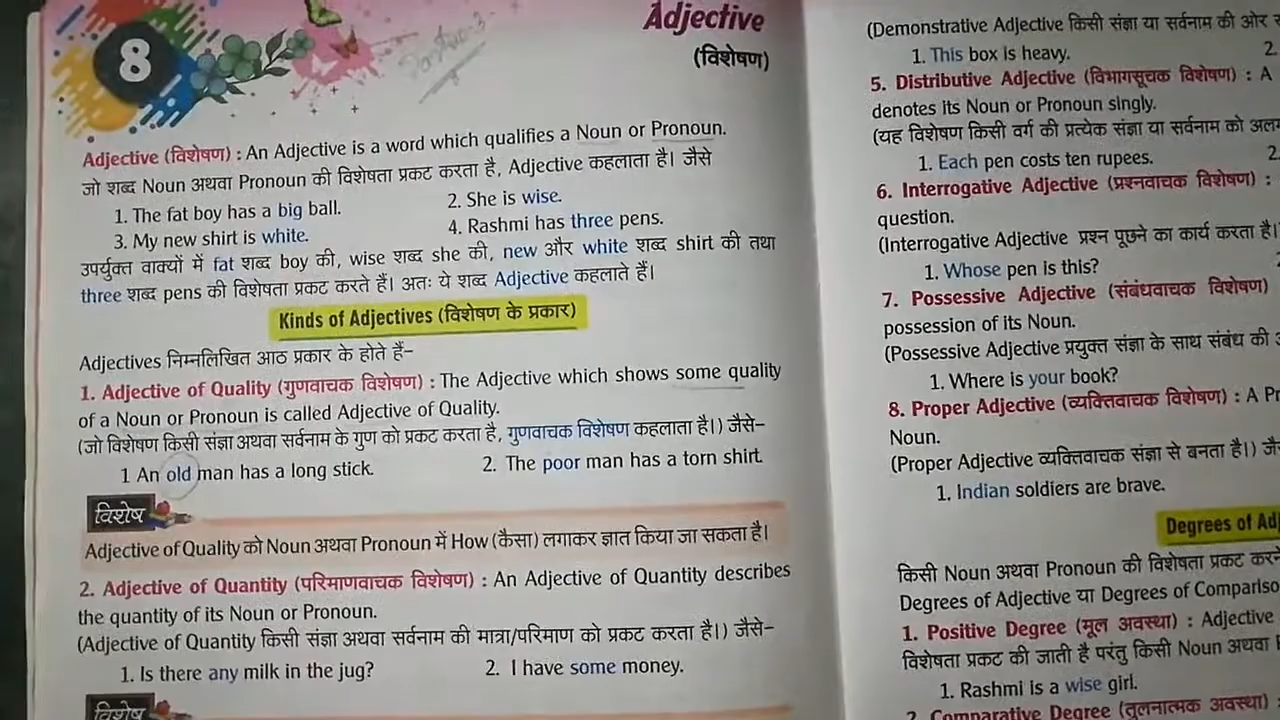 8
Adjective
(विशेषण)
Adjective (विशेषण) : An Adjective is a word which qualifies a Noun or Pronoun.
जो शब्द Noun अथवा Pronoun की विशेषता प्रकट करता है, Adjective कहलाता है। जैसे
1. The fat boy has a big ball. 2. She is wise.
3. My new shirt is white. 4. Rashmi has three pens.
उपर्युक्त वाक्यों में fat शब्द boy की, wise शब्द she की, new और white शब्द shirt की तथा
three शब्द pens की विशेषता प्रकट करते हैं। अतः ये शब्द Adjective कहलाते हैं।
Kinds of Adjectives (विशेषण के प्रकार)
Adjectives निम्नलिखित आठ प्रकार के होते हैं-
1. Adjective of Quality (गुणवाचक विशेषण) : The Adjective which shows some quality
of a Noun or Pronoun is called Adjective of Quality.
(जो विशेषण किसी संज्ञा अथवा सर्वनाम के गुण को प्रकट करता है, गुणवाचक विशेषण कहलाता है।) जैसे-
1 An old man has a long stick. 2. The poor man has a torn shirt.
विशेष
Adjective of Quality को Noun अथवा Pronoun में How (कैसा) लगाकर ज्ञात किया जा सकता है।
2. Adjective of Quantity (परिमाणवाचक विशेषण) : An Adjective of Quantity describes
the quantity of its Noun or Pronoun.
(Adjective of Quantity किसी संज्ञा अथवा सर्वनाम की मात्रा/परिमाण को प्रकट करता है।) जैसे-
1. Is there any milk in the jug? 2. I have some money.
विशेष
(Demonstrative Adjective किसी संज्ञा या सर्वनाम की ओर
1. This box is heavy. 2.
5. Distributive Adjective (विभागसूचक विशेषण) : A
denotes its Noun or Pronoun singly.
(यह विशेषण किसी वर्ग की प्रत्येक संज्ञा या सर्वनाम को
1. Each pen costs ten rupees. 2.
6. Interrogative Adjective (प्रश्नवाचक विशेषण) :
question.
(Interrogative Adjective प्रश्न पूछने का कार्य करता है।
1. Whose pen is this?
7. Possessive Adjective (संबंधवाचक विशेषण)
possession of its Noun.
(Possessive Adjective प्रयुक्त संज्ञा के साथ संबंध की
1. Where is your book?
8. Proper Adjective (व्यक्तिवाचक विशेषण) : A
Noun.
(Proper Adjective व्यक्तिवाचक संज्ञा से बनता है।)
1. Indian soldiers are brave.
Degrees of
किसी Noun अथवा Pronoun की विशेषता प्रकट
Degrees of Adjective या Degrees of
1. Positive Degree (मूल अवस्था) : Adjective
विशेषता प्रकट की जाती है परंतु किसी Noun अथवा
1. Rashmi is a wise girl.
2. Comparative Degree (तुलनात्मक अवस्था)